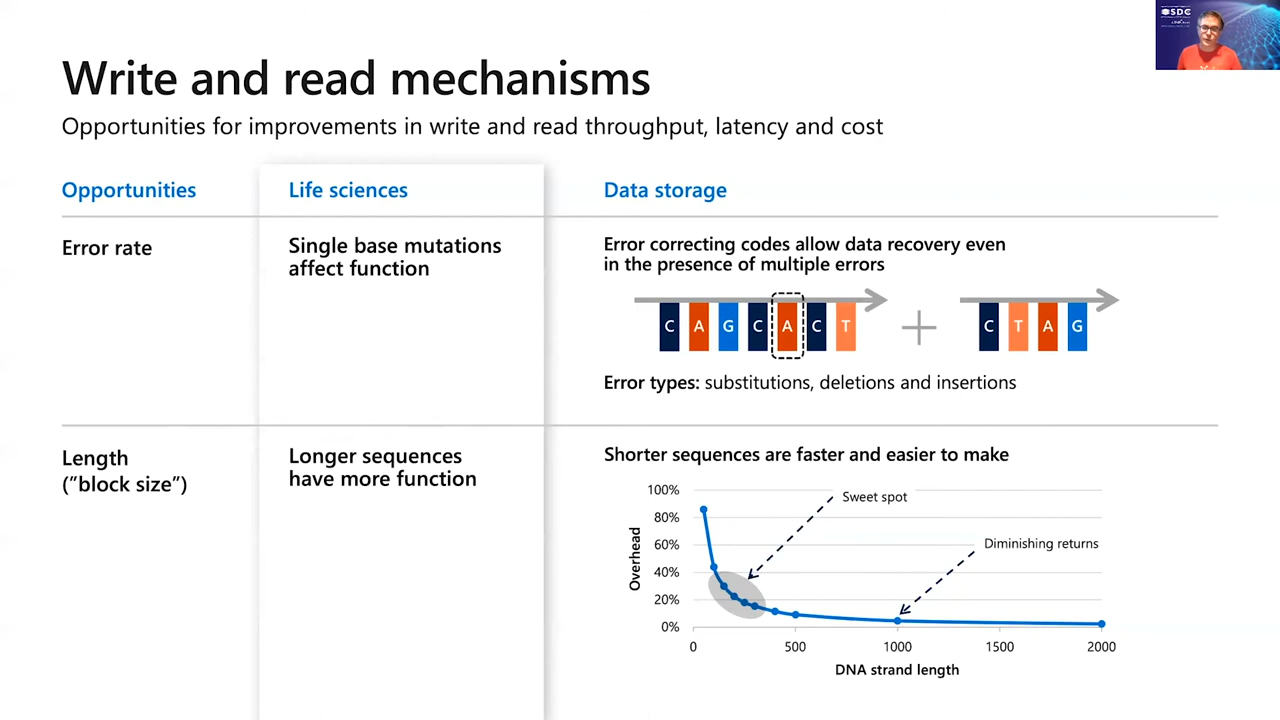 SDC
Write and read mechanisms
Opportunities for improvements in write and read throughput, latency and cost
Opportunities
Life sciences
Data storage
Error rate
Single base mutations
affect function
Error correcting codes allow data recovery even
in the presence of multiple errors
C A G C A C T + C T A G
Error types: substitutions, deletions and insertions
Length
("block size")
Longer sequences
have more function
Shorter sequences are faster and easier to make
Overhead
100%
80%
60%
40%
20%
0%
Sweet spot
Diminishing returns
0 500 1000 1500 2000
DNA strand length